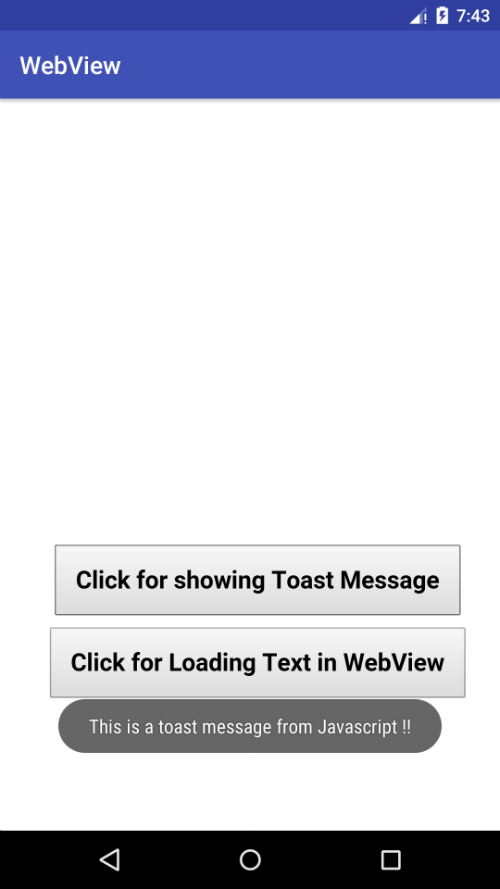 7:43
WebView
Click for showing Toast Message
Click for Loading Text in WebView
This is a toast message from Javascript !!